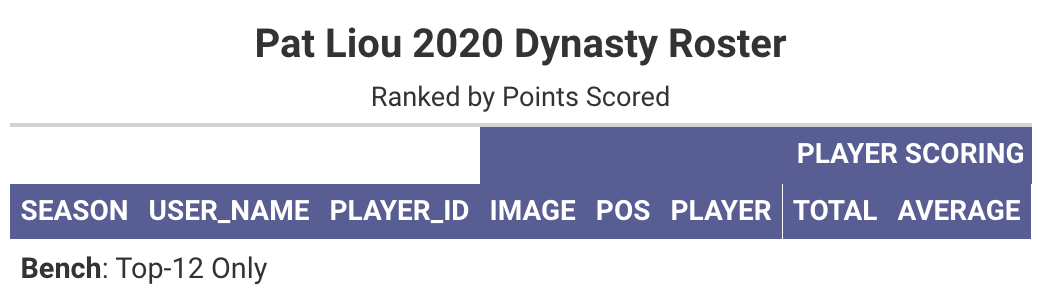 Pat Liou 2020 Dynasty Roster
Ranked by Points Scored
PLAYER SCORING
SEASON USER_NAME PLAYER_ID IMAGE POS PLAYER TOTAL AVERAGE
Bench: Top-12 Only